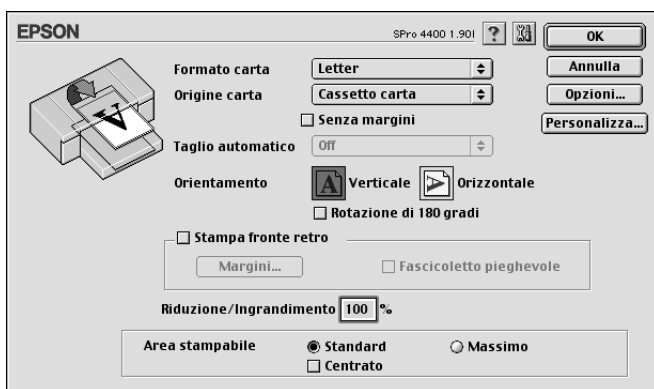 EPSON SPro 4400 1.90I ? OK
Formato carta Letter Annulla
Origine carta Cassetto carta Opzioni...
Senza margini Personalizza...
Taglio automatico Off
Orientamento A Verticale A Orizzontale
Rotazione di 180 gradi
Stampa fronte retro
Margini... Fascicoletto pieghevole
Riduzione/Ingrandimento 100 %
Area stampabile Standard Massimo
Centrato